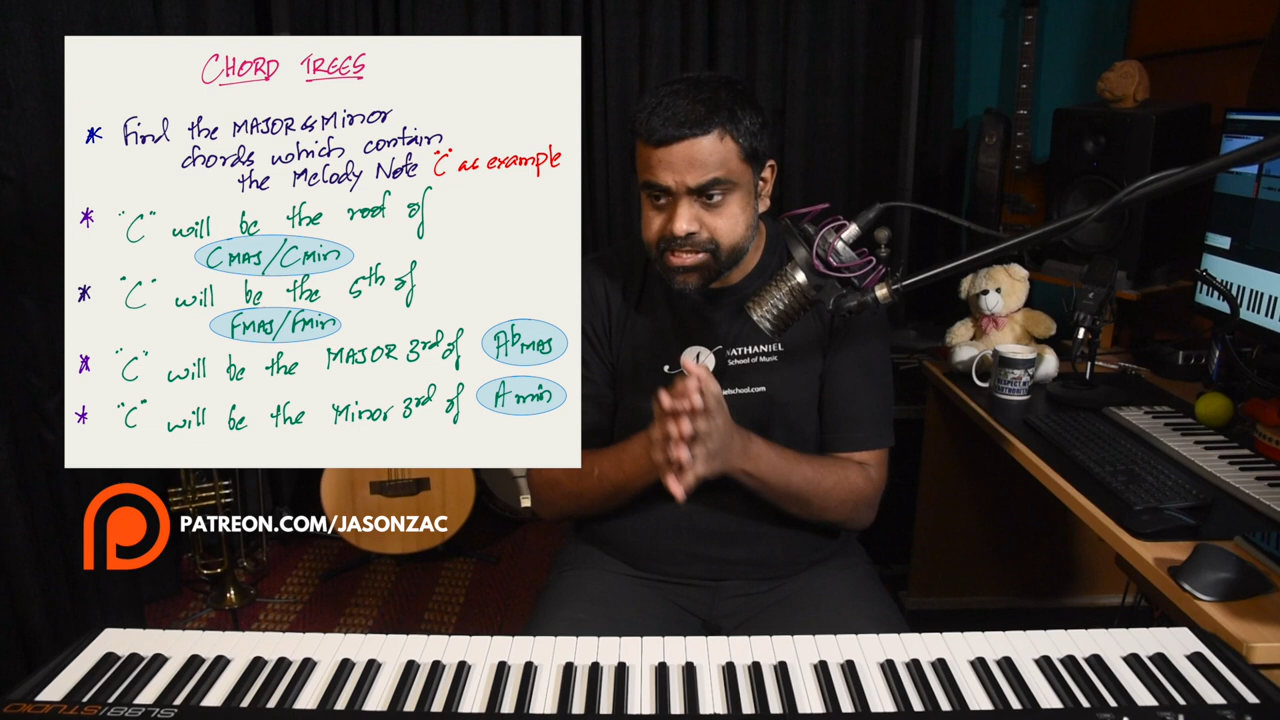 CHORD TREES
* Find the MAJOR & Minor
chords which contain
the Melody Note "C" as example
* "C" will be the root of
CMAJ/CMin
* "C" will be the 5th of
FMAJ/FMin
* "C" will be the MAJOR 3rd of Ab MAJ
* "C" will be the Minor 3rd of A min
PATREON.COM/JASONZAC
NATHANIEL
School of Music
RESPECT MY
SL88 STUDIO